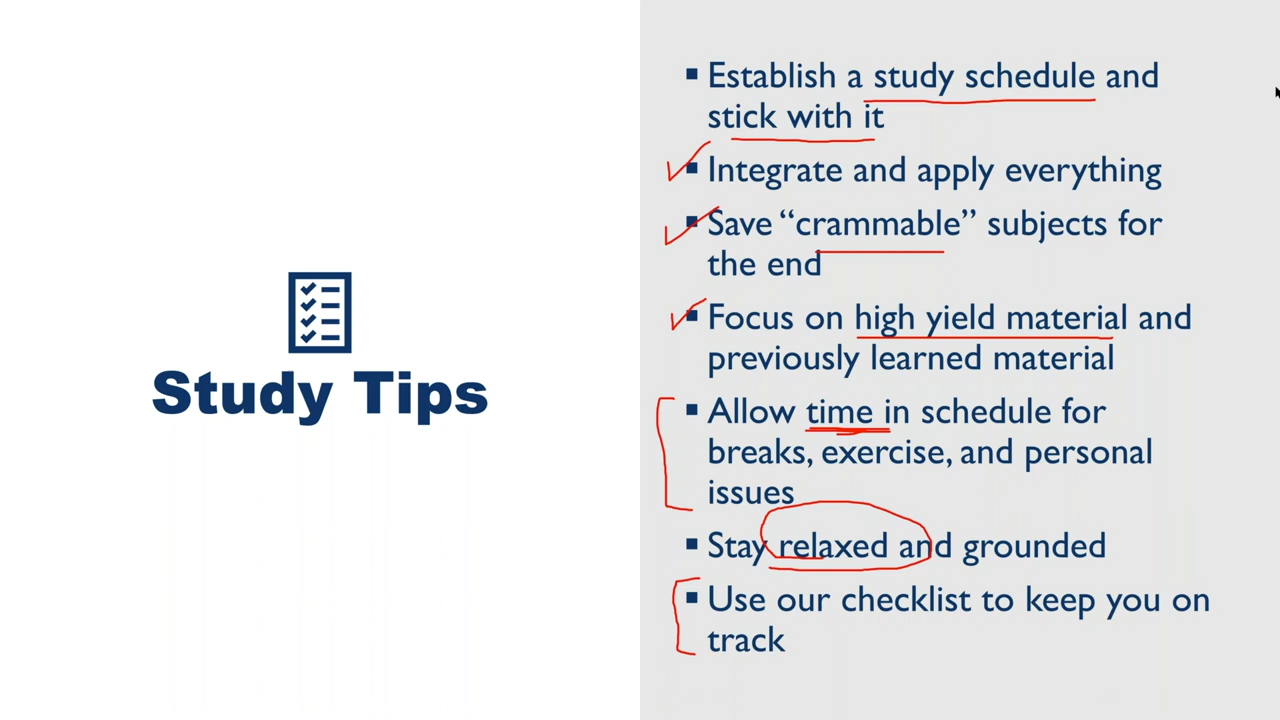 Study Tips
▪ Establish a study schedule and
stick with it
▪ Integrate and apply everything
▪ Save “crammable” subjects for
the end
▪ Focus on high yield material and
previously learned material
▪ Allow time in schedule for
breaks, exercise, and personal
issues
▪ Stay relaxed and grounded
▪ Use our checklist to keep you on
track